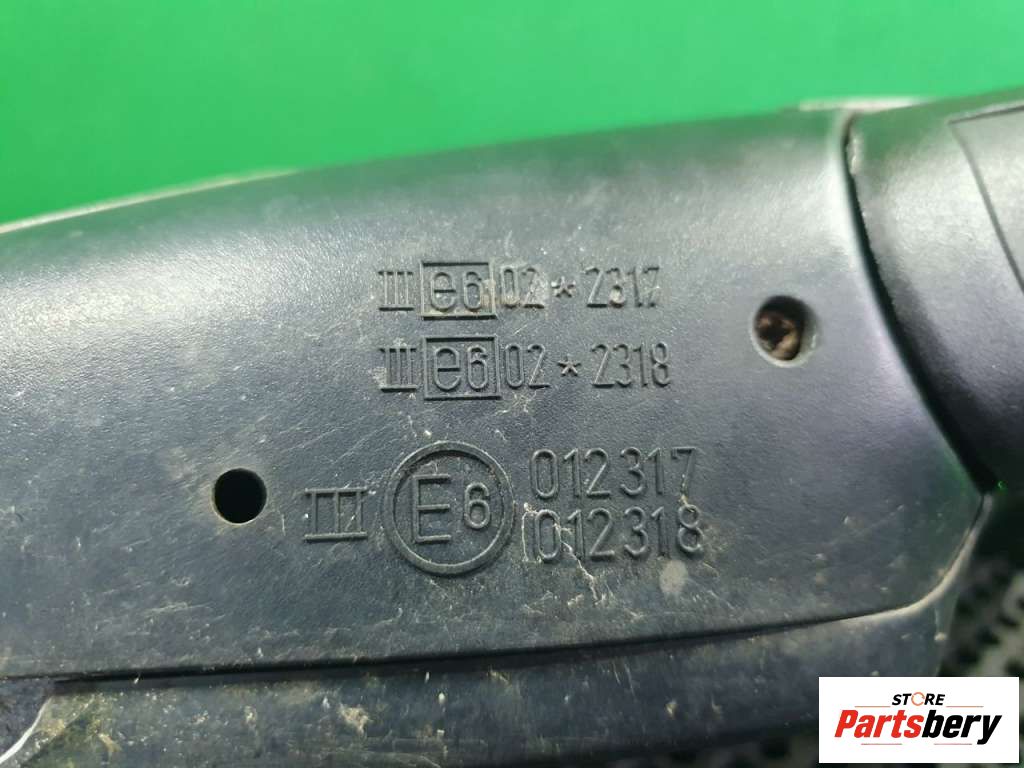 III e6 02 * 2317
III e6 02 * 2318
III E6 012317
012318
STORE
Partsbery